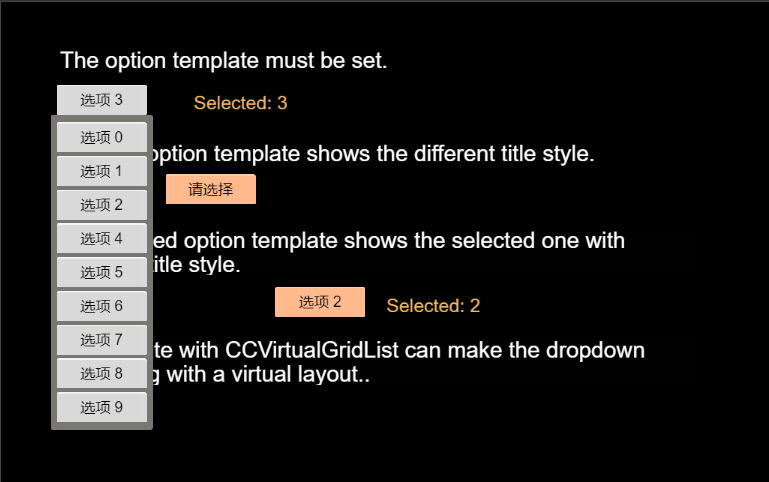 The option template must be set.
选项 3
Selected: 3
选项 0
option template shows the different title style.
选项 1
请选择
选项 2
选项 4
ed option template shows the selected one with
title style.
选项 5
选项 6
选项 2
Selected: 2
选项 7
te with CCVirtualGridList can make the dropdown
选项 8
g with a virtual layout..
选项 9